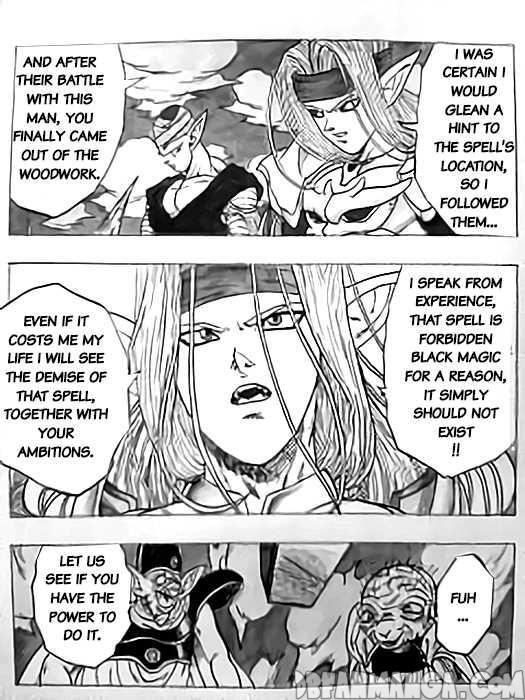 I WAS
CERTAIN I
WOULD
GLEAN A
HINT TO
THE SPELL'S
LOCATION,
SO I
FOLLOWED
THEM...
AND AFTER
THEIR BATTLE
WITH THIS
MAN, YOU
FINALLY CAME
OUT OF THE
WOODWORK.
I SPEAK FROM
EXPERIENCE,
THAT SPELL IS
FORBIDDEN
BLACK MAGIC
FOR A REASON,
IT SIMPLY
SHOULD NOT
EXIST
!!
EVEN IF IT
COSTS ME MY
LIFE I WILL SEE
THE DEMISE OF
THAT SPELL,
TOGETHER WITH
YOUR
AMBITIONS.
FUH
...
LET US
SEE IF YOU
HAVE THE
POWER TO
DO IT.
DBFANMANGA.COM